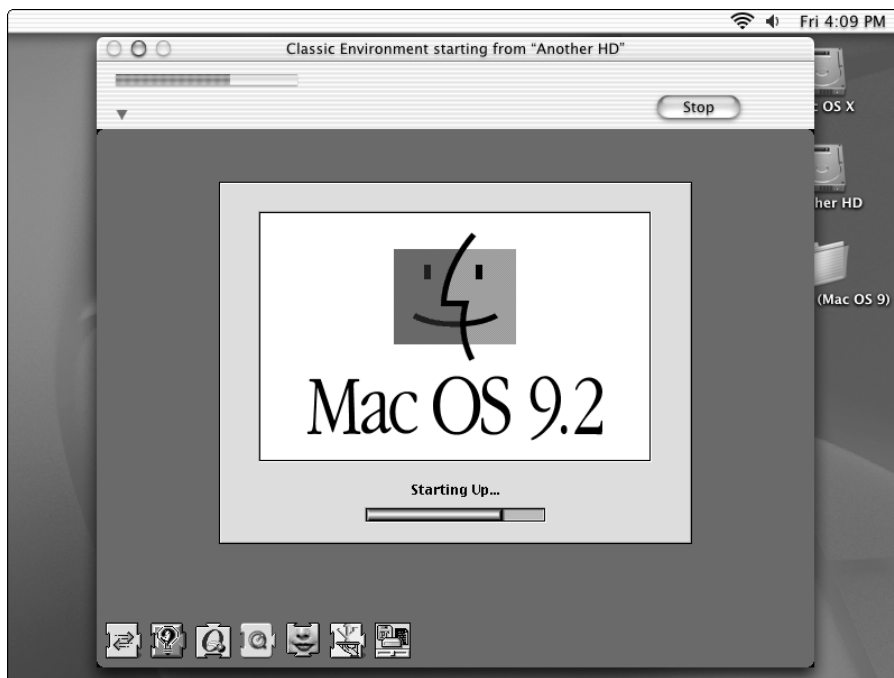 Fri 4:09 PM
Classic Environment starting from “Another HD”
Stop
OS X
her HD
(Mac OS 9)
Mac OS 9.2
Starting Up...